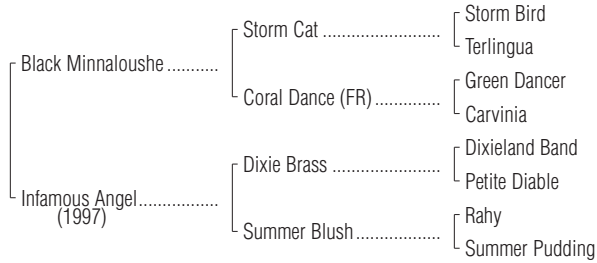 Storm Bird
Storm Cat ..........................
Terlingua
Black Minnaloushe ...........
Green Dancer
Coral Dance (FR) ..............
Carvinia
Dixieland Band
Dixie Brass ........................
Petite Diable
Infamous Angel .................
(1997)
Rahy
Summer Blush ..................
Summer Pudding